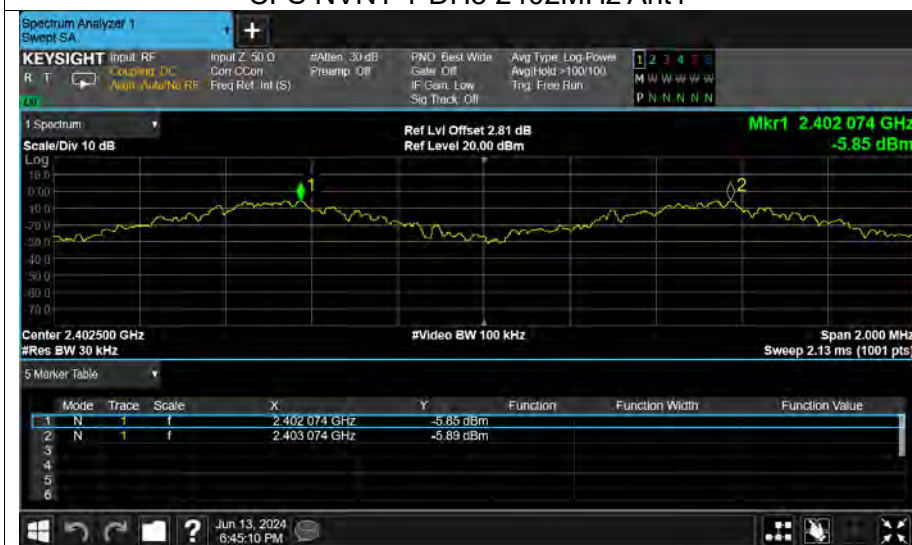 CFS NVNT 1-DH5 2402MHz Ant1
Spectrum Analyzer 1
Swept SA
+
KEYSIGHT Input: RF
R T Coupling: DC
Align: Auto/No RF
Input Z: 50 Ω
Corr CCorr
Freq Ref: Int (S)
#Atten: 30 dB
Preamp: Off
PNO: Best Wide
Gate: Off
IF Gain: Low
Sig Track: Off
Avg Type: Log-Power
Avg|Hold:>100/100
Trig: Free Run
1 2 3 4 5 6
M W W W W W
P N N N N N
1 Spectrum
Scale/Div 10 dB
Ref Lvl Offset 2.81 dB
Ref Level 20.00 dBm
Mkr1 2.402 074 GHz
-5.85 dBm
Log
10.0
0.00
-10.0
-20.0
-30.0
-40.0
-50.0
-60.0
-70.0
1
2
Center 2.402500 GHz
#Res BW 30 kHz
#Video BW 100 kHz
Span 2.000 MHz
Sweep 2.13 ms (1001 pts)
5 Marker Table
Mode Trace Scale X Y Function Function Width Function Value
1 N 1 f 2.402 074 GHz -5.85 dBm
2 N 1 f 2.403 074 GHz -5.89 dBm
3
4
5
6
?
Jun 13, 2024
6:45:10 PM